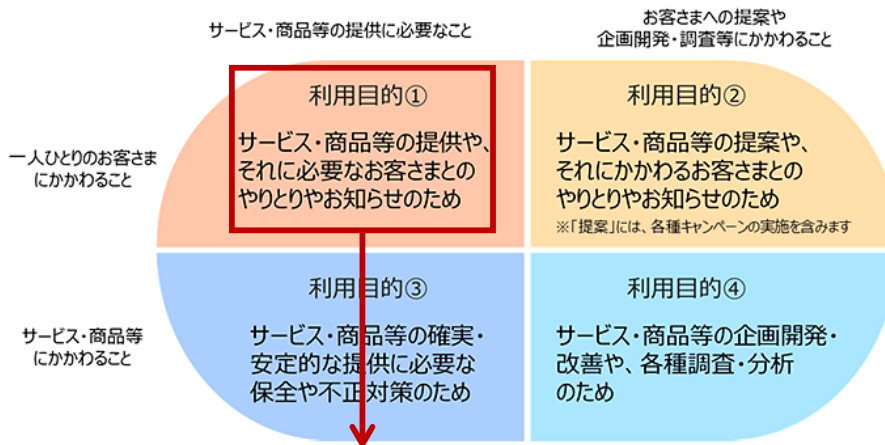 サービス・商品等の提供に必要なこと
お客さまへの提案や
企画開発・調査等にかかわること
一人ひとりのお客さま
にかかわること
利用目的①
サービス・商品等の提供や、
それに必要なお客さまとの
やりとりやお知らせのため
利用目的②
サービス・商品等の提案や、
それにかかわるお客さまとの
やりとりやお知らせのため
※「提案」には、各種キャンペーンの実施を含みます
サービス・商品等
にかかわること
利用目的③
サービス・商品等の確実・
安定的な提供に必要な
保全や不正対策のため
利用目的④
サービス・商品等の企画開発・
改善や、各種調査・分析
のため